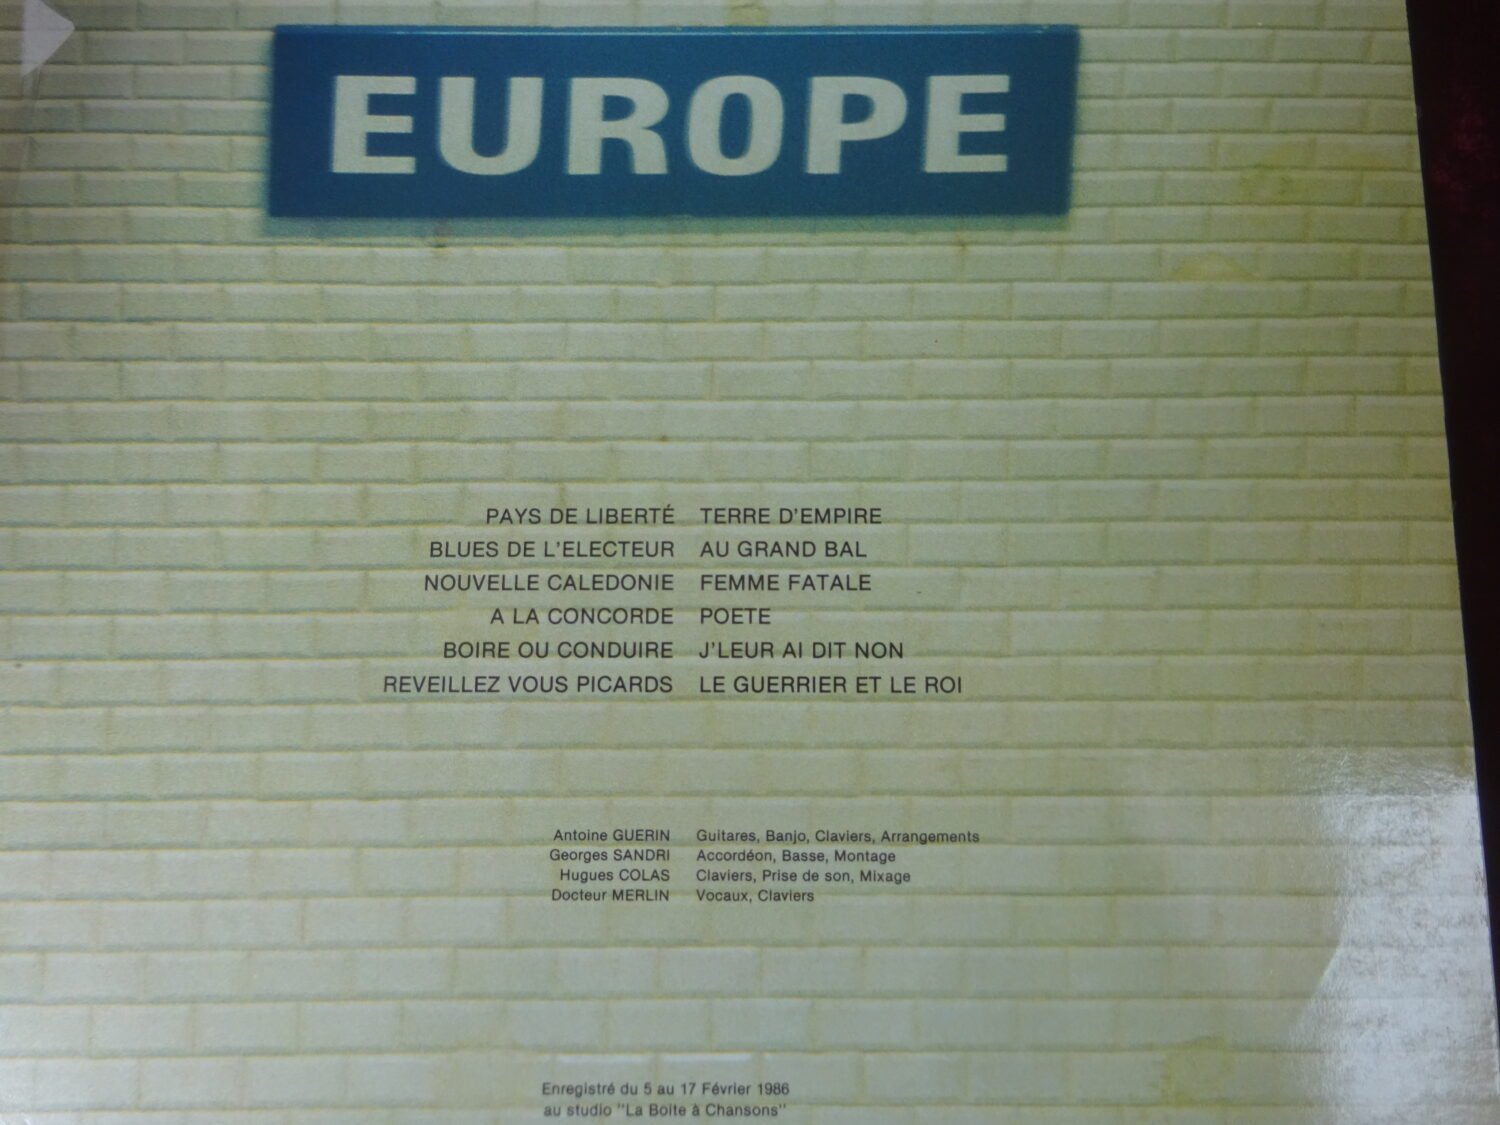 EUROPE
PAYS DE LIBERTÉ TERRE D'EMPIRE
BLUES DE L'ELECTEUR AU GRAND BAL
NOUVELLE CALEDONIE FEMME FATALE
A LA CONCORDE POETE
BOIRE OU CONDUIRE J'LEUR AI DIT NON
REVEILLEZ VOUS PICARDS LE GUERRIER ET LE ROI
Antoine GUERIN Guitares, Banjo, Claviers, Arrangements
Georges SANDRI Accordéon, Basse, Montage
Hugues COLAS Claviers, Prise de son, Mixage
Docteur MERLIN Vocaux, Claviers
Enregistré du 5 au 17 Février 1986
au studio "La Boite à Chansons"